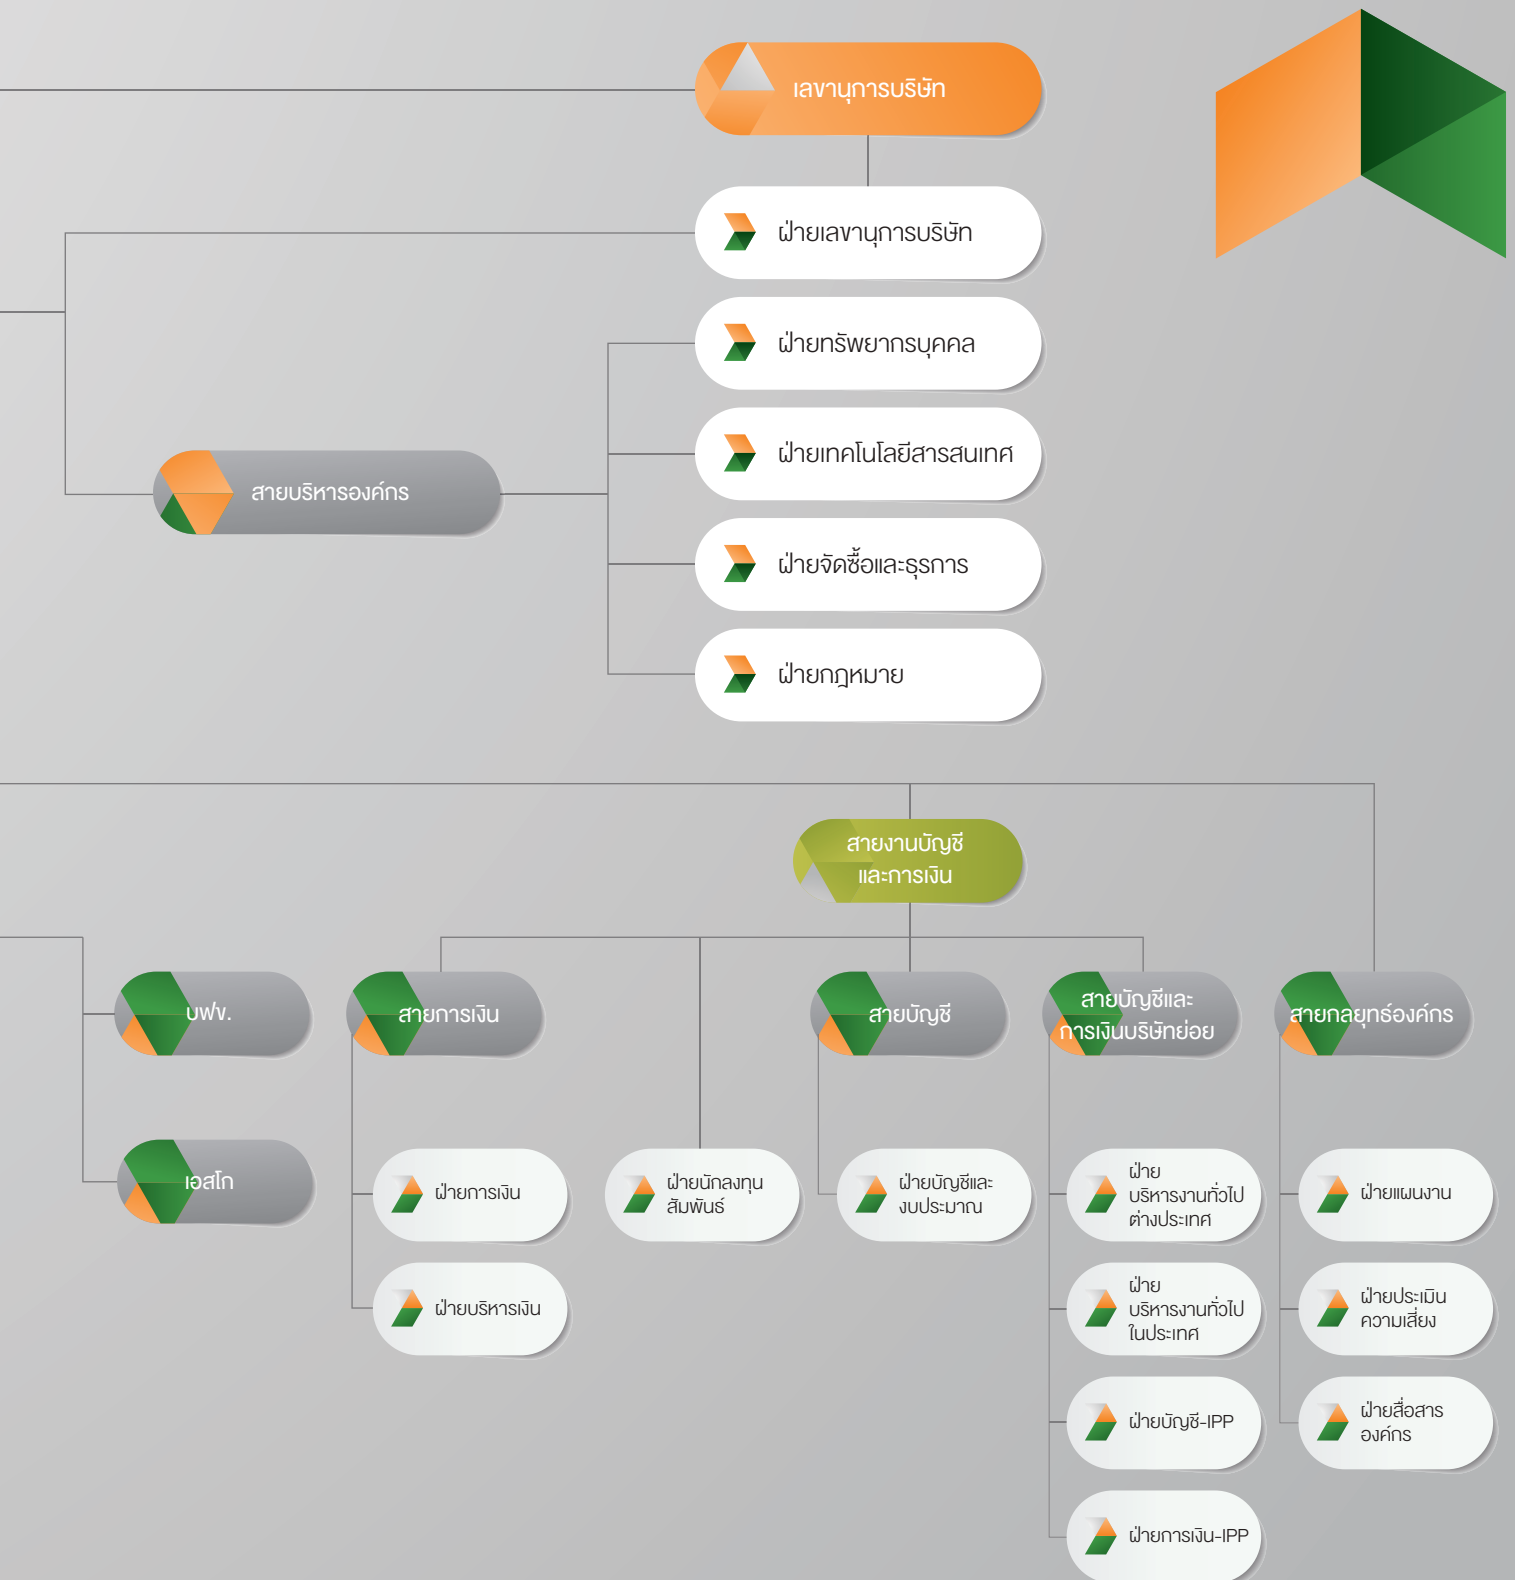 เลขานุการบริษัท
ฝ่ายเลขานุการบริษัท
ฝ่ายทรัพยากรบุคคล
ฝ่ายเทคโนโลยีสารสนเทศ
สายบริหารองค์กร
ฝ่ายจัดซื้อและธุรการ
ฝ่ายกฎหมาย
สายงานบัญชี
และการเงิน
บฟข.
สายการเงิน
สายบัญชี
สายบัญชีและ
การเงินบริษัทย่อย
สายกลยุทธ์องค์กร
เอสโก
ฝ่ายการเงิน
ฝ่ายนักลงทุน
สัมพันธ์
ฝ่ายบัญชีและ
งบประมาณ
ฝ่าย
บริหารงานทั่วไป
ต่างประเทศ
ฝ่ายแผนงาน
ฝ่ายบริหารเงิน
ฝ่าย
บริหารงานทั่วไป
ในประเทศ
ฝ่ายประเมิน
ความเสี่ยง
ฝ่ายบัญชี-IPP
ฝ่ายสื่อสาร
องค์กร
ฝ่ายการเงิน-IPP